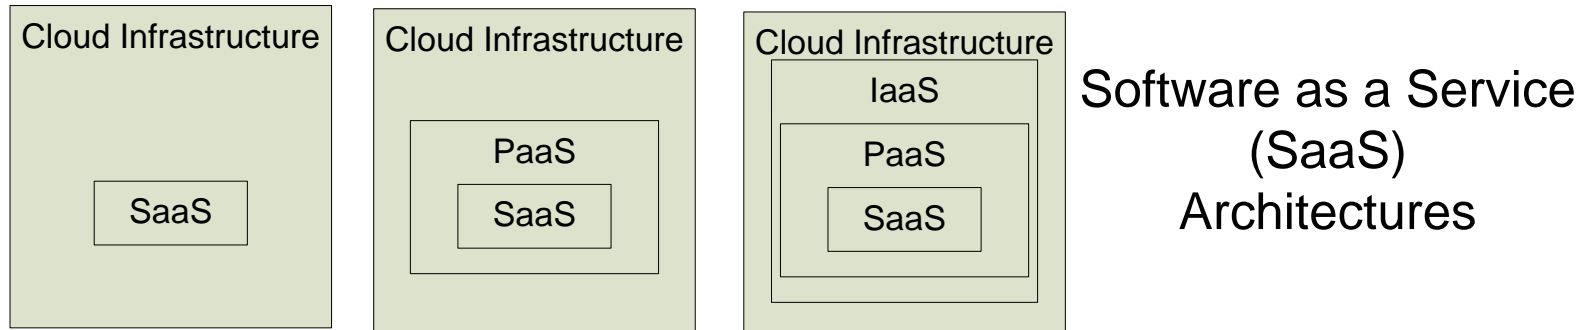 Cloud Infrastructure
SaaS
Cloud Infrastructure
PaaS
SaaS
Cloud Infrastructure
IaaS
PaaS
SaaS
Software as a Service
(SaaS)
Architectures